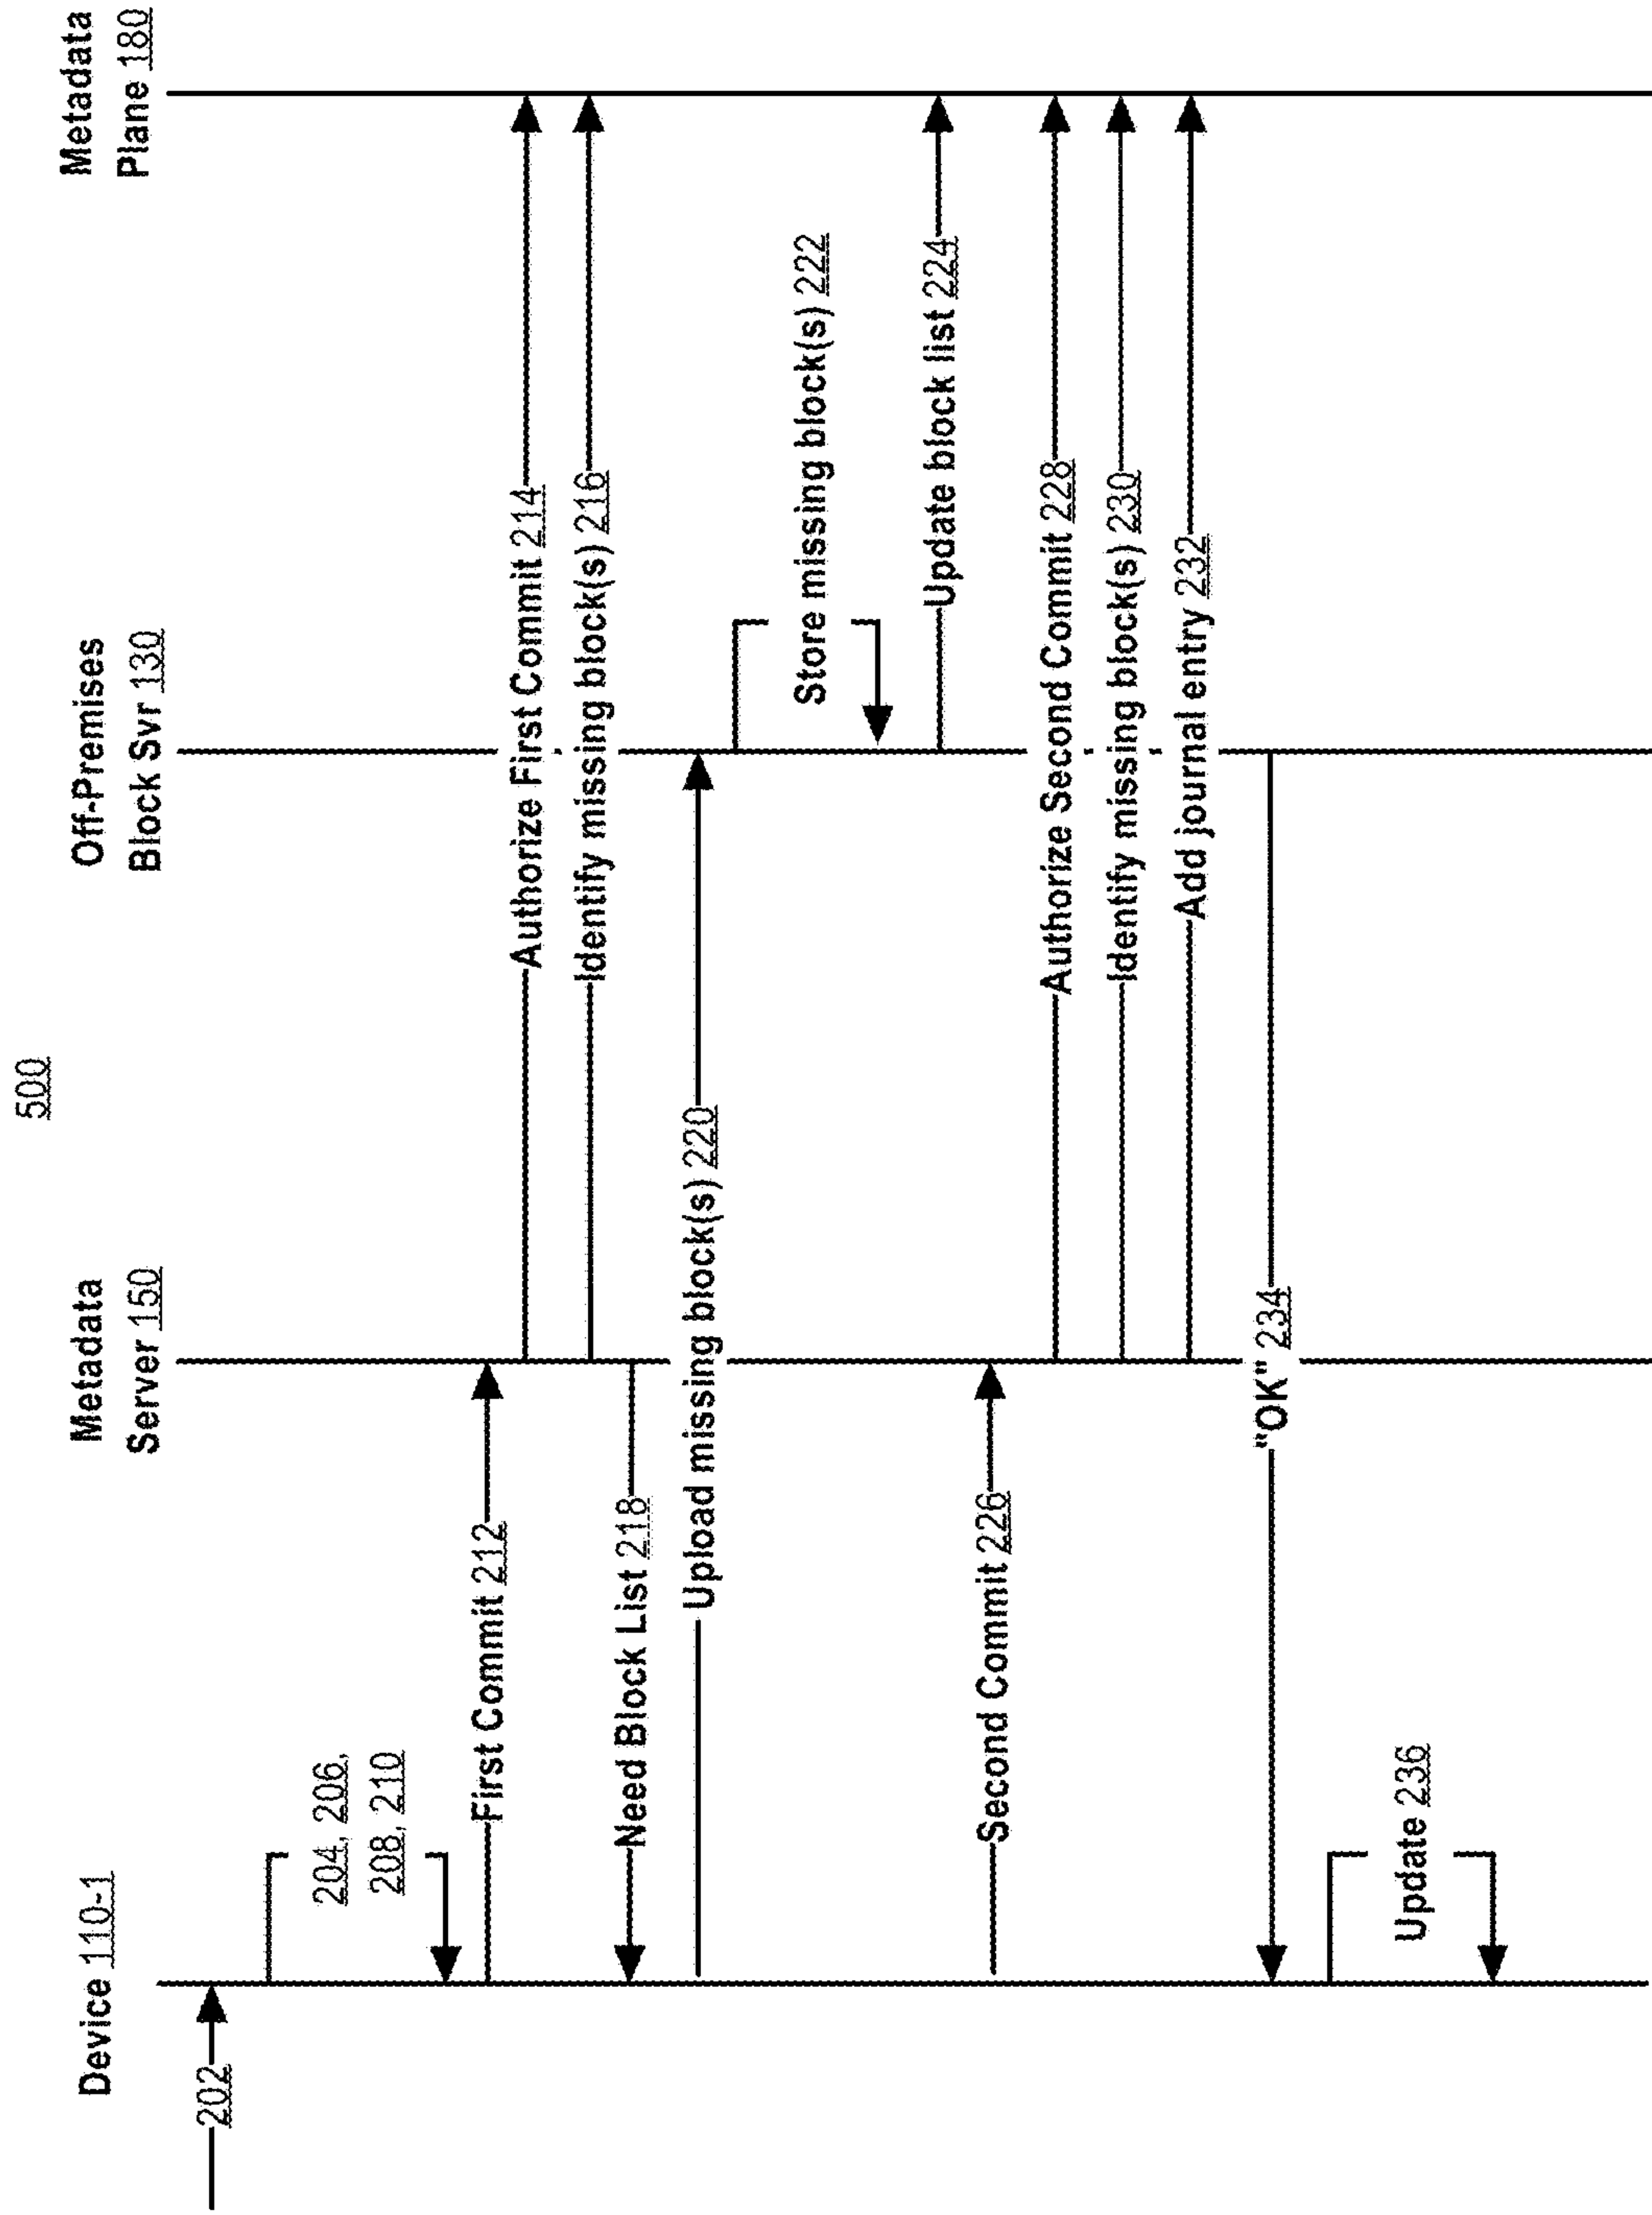 500
Device 110-1
Metadata
Server 150
Off-Premises
Block Svr 130
Metadata
Plane 180
202
204, 206,
208, 210
First Commit 212
Authorize First Commit 214
Identify missing block(s) 216
Need Block List 218
Upload missing block(s) 220
Store missing block(s) 222
Update block list 224
Second Commit 226
Authorize Second Commit 228
Identify missing block(s) 230
Add journal entry 232
"OK" 234
Update 236